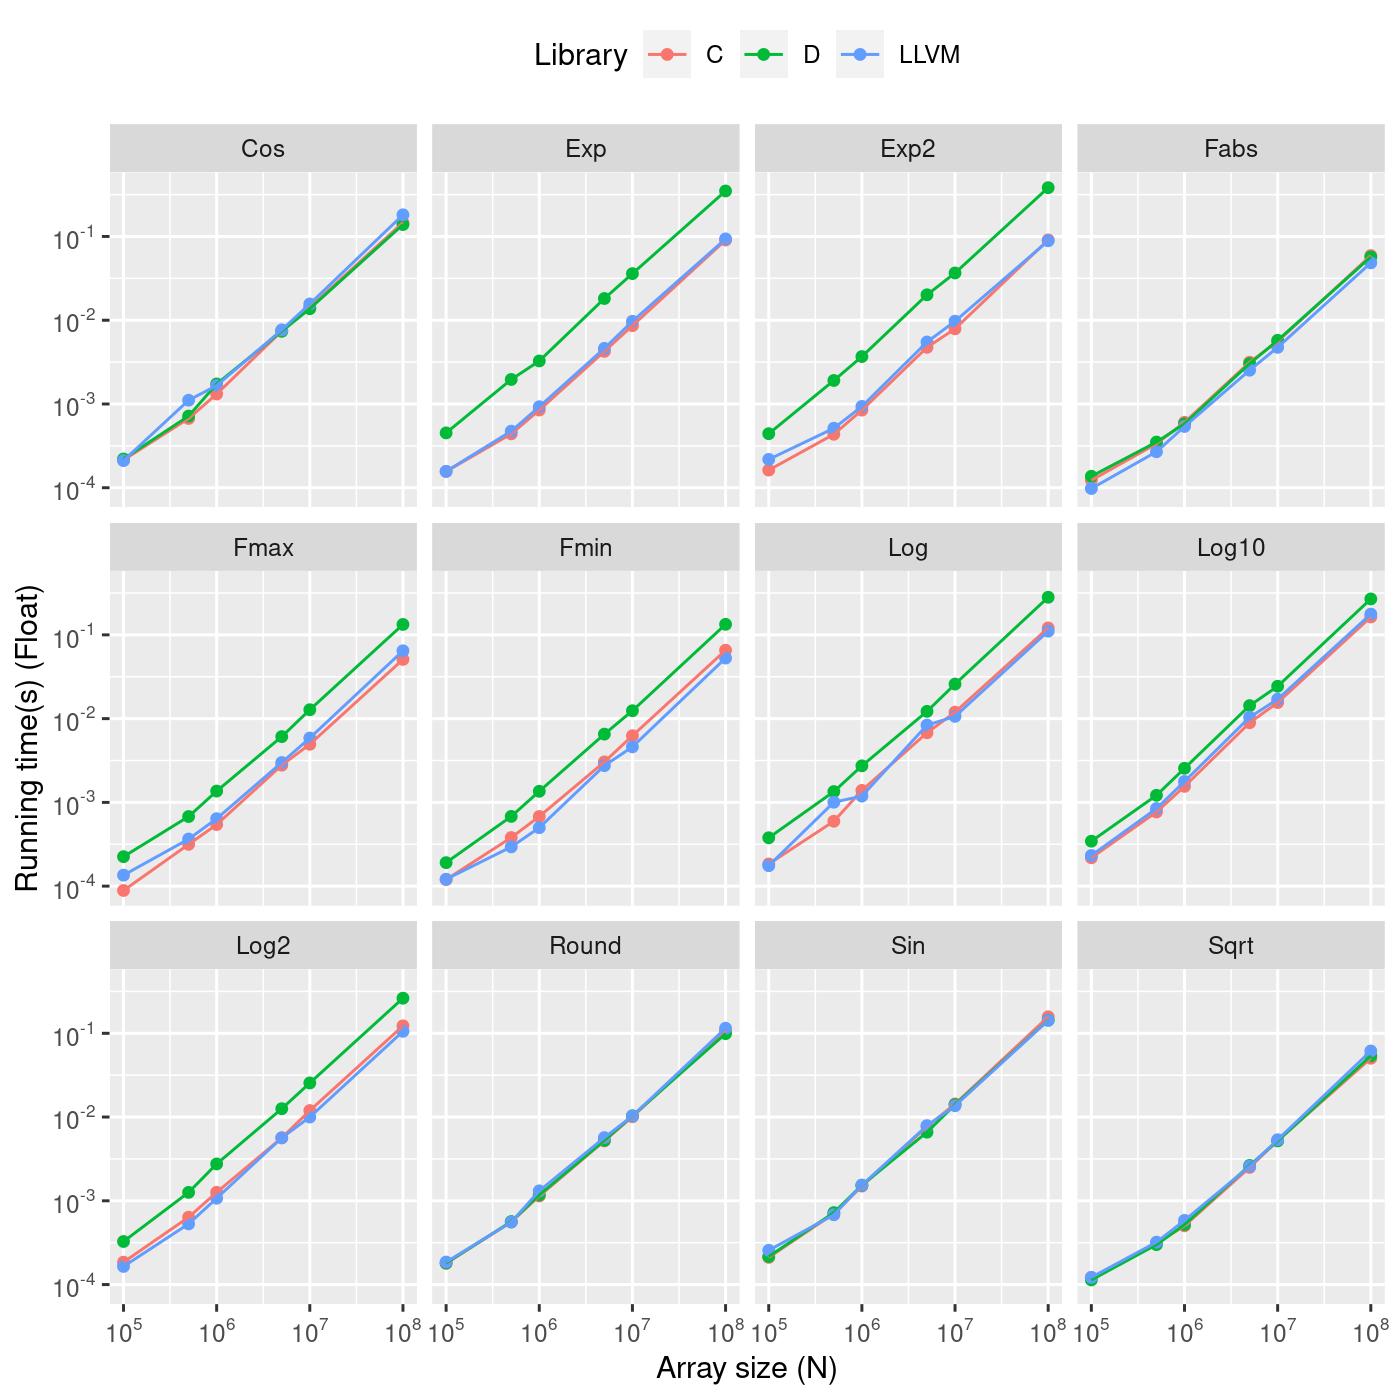 Library C D LLVM
Cos Exp Exp2 Fabs
10^-1
10^-2
10^-3
10^-4
Fmax Fmin Log Log10
10^-1
10^-2
10^-3
10^-4
Running time(s) (Float)
Log2 Round Sin Sqrt
10^-1
10^-2
10^-3
10^-4
10^5 10^6 10^7 10^8 10^5 10^6 10^7 10^8 10^5 10^6 10^7 10^8 10^5 10^6 10^7 10^8
Array size (N)